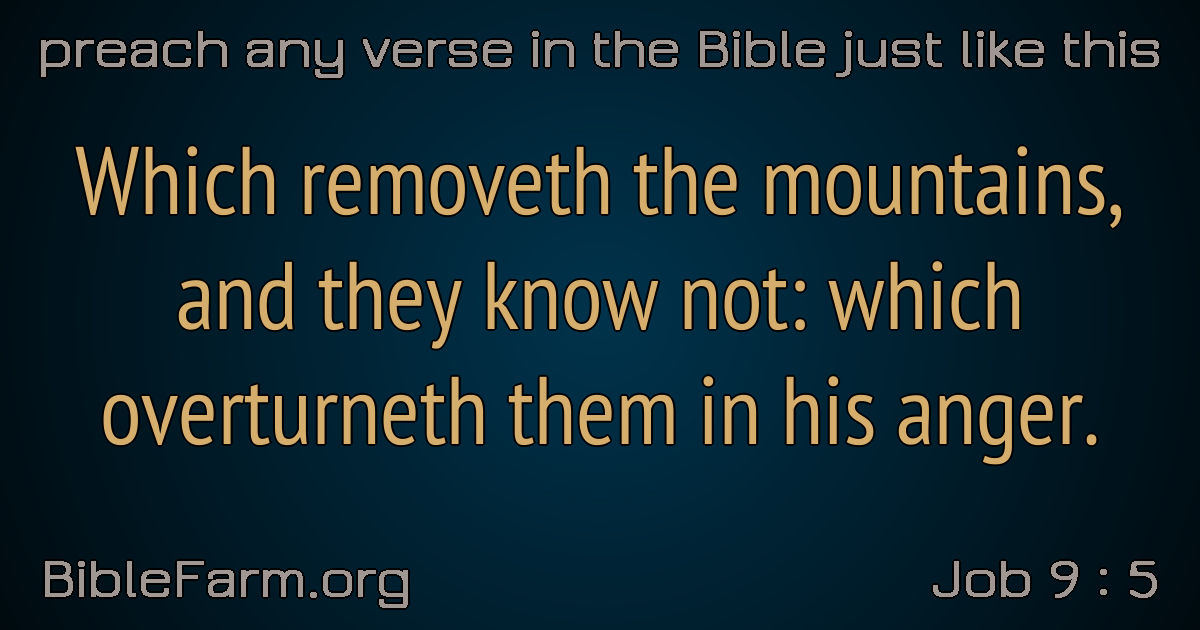 preach any verse in the Bible just like this
Which removeth the mountains,
and they know not: which
overturneth them in his anger.
BibleFarm.org
Job 9 : 5